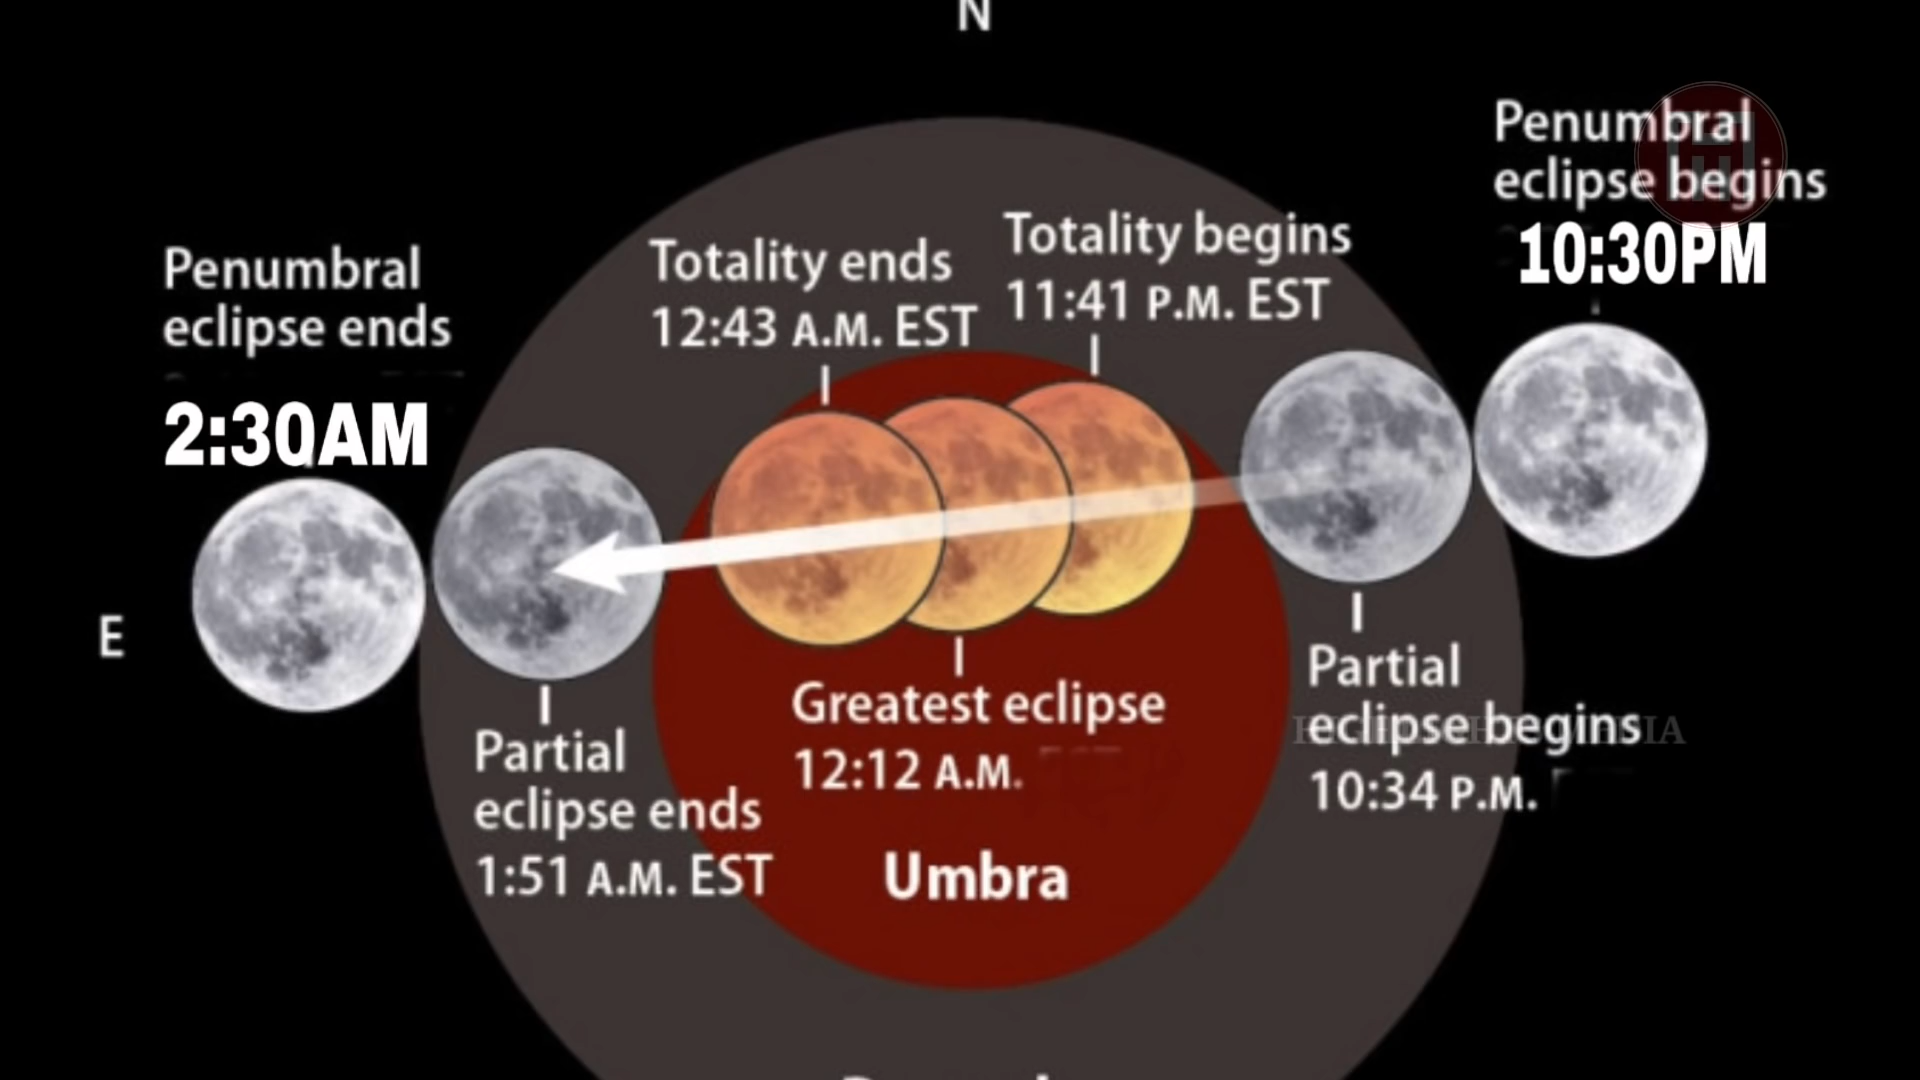 N
Penumbral
eclipse begins
10:30PM
Totality begins
11:41 P.M. EST
Totality ends
12:43 A.M. EST
Penumbral
eclipse ends
2:30AM
E
Partial
eclipse begins
10:34 P.M.
Greatest eclipse
12:12 A.M.
Partial
eclipse ends
1:51 A.M. EST
Umbra